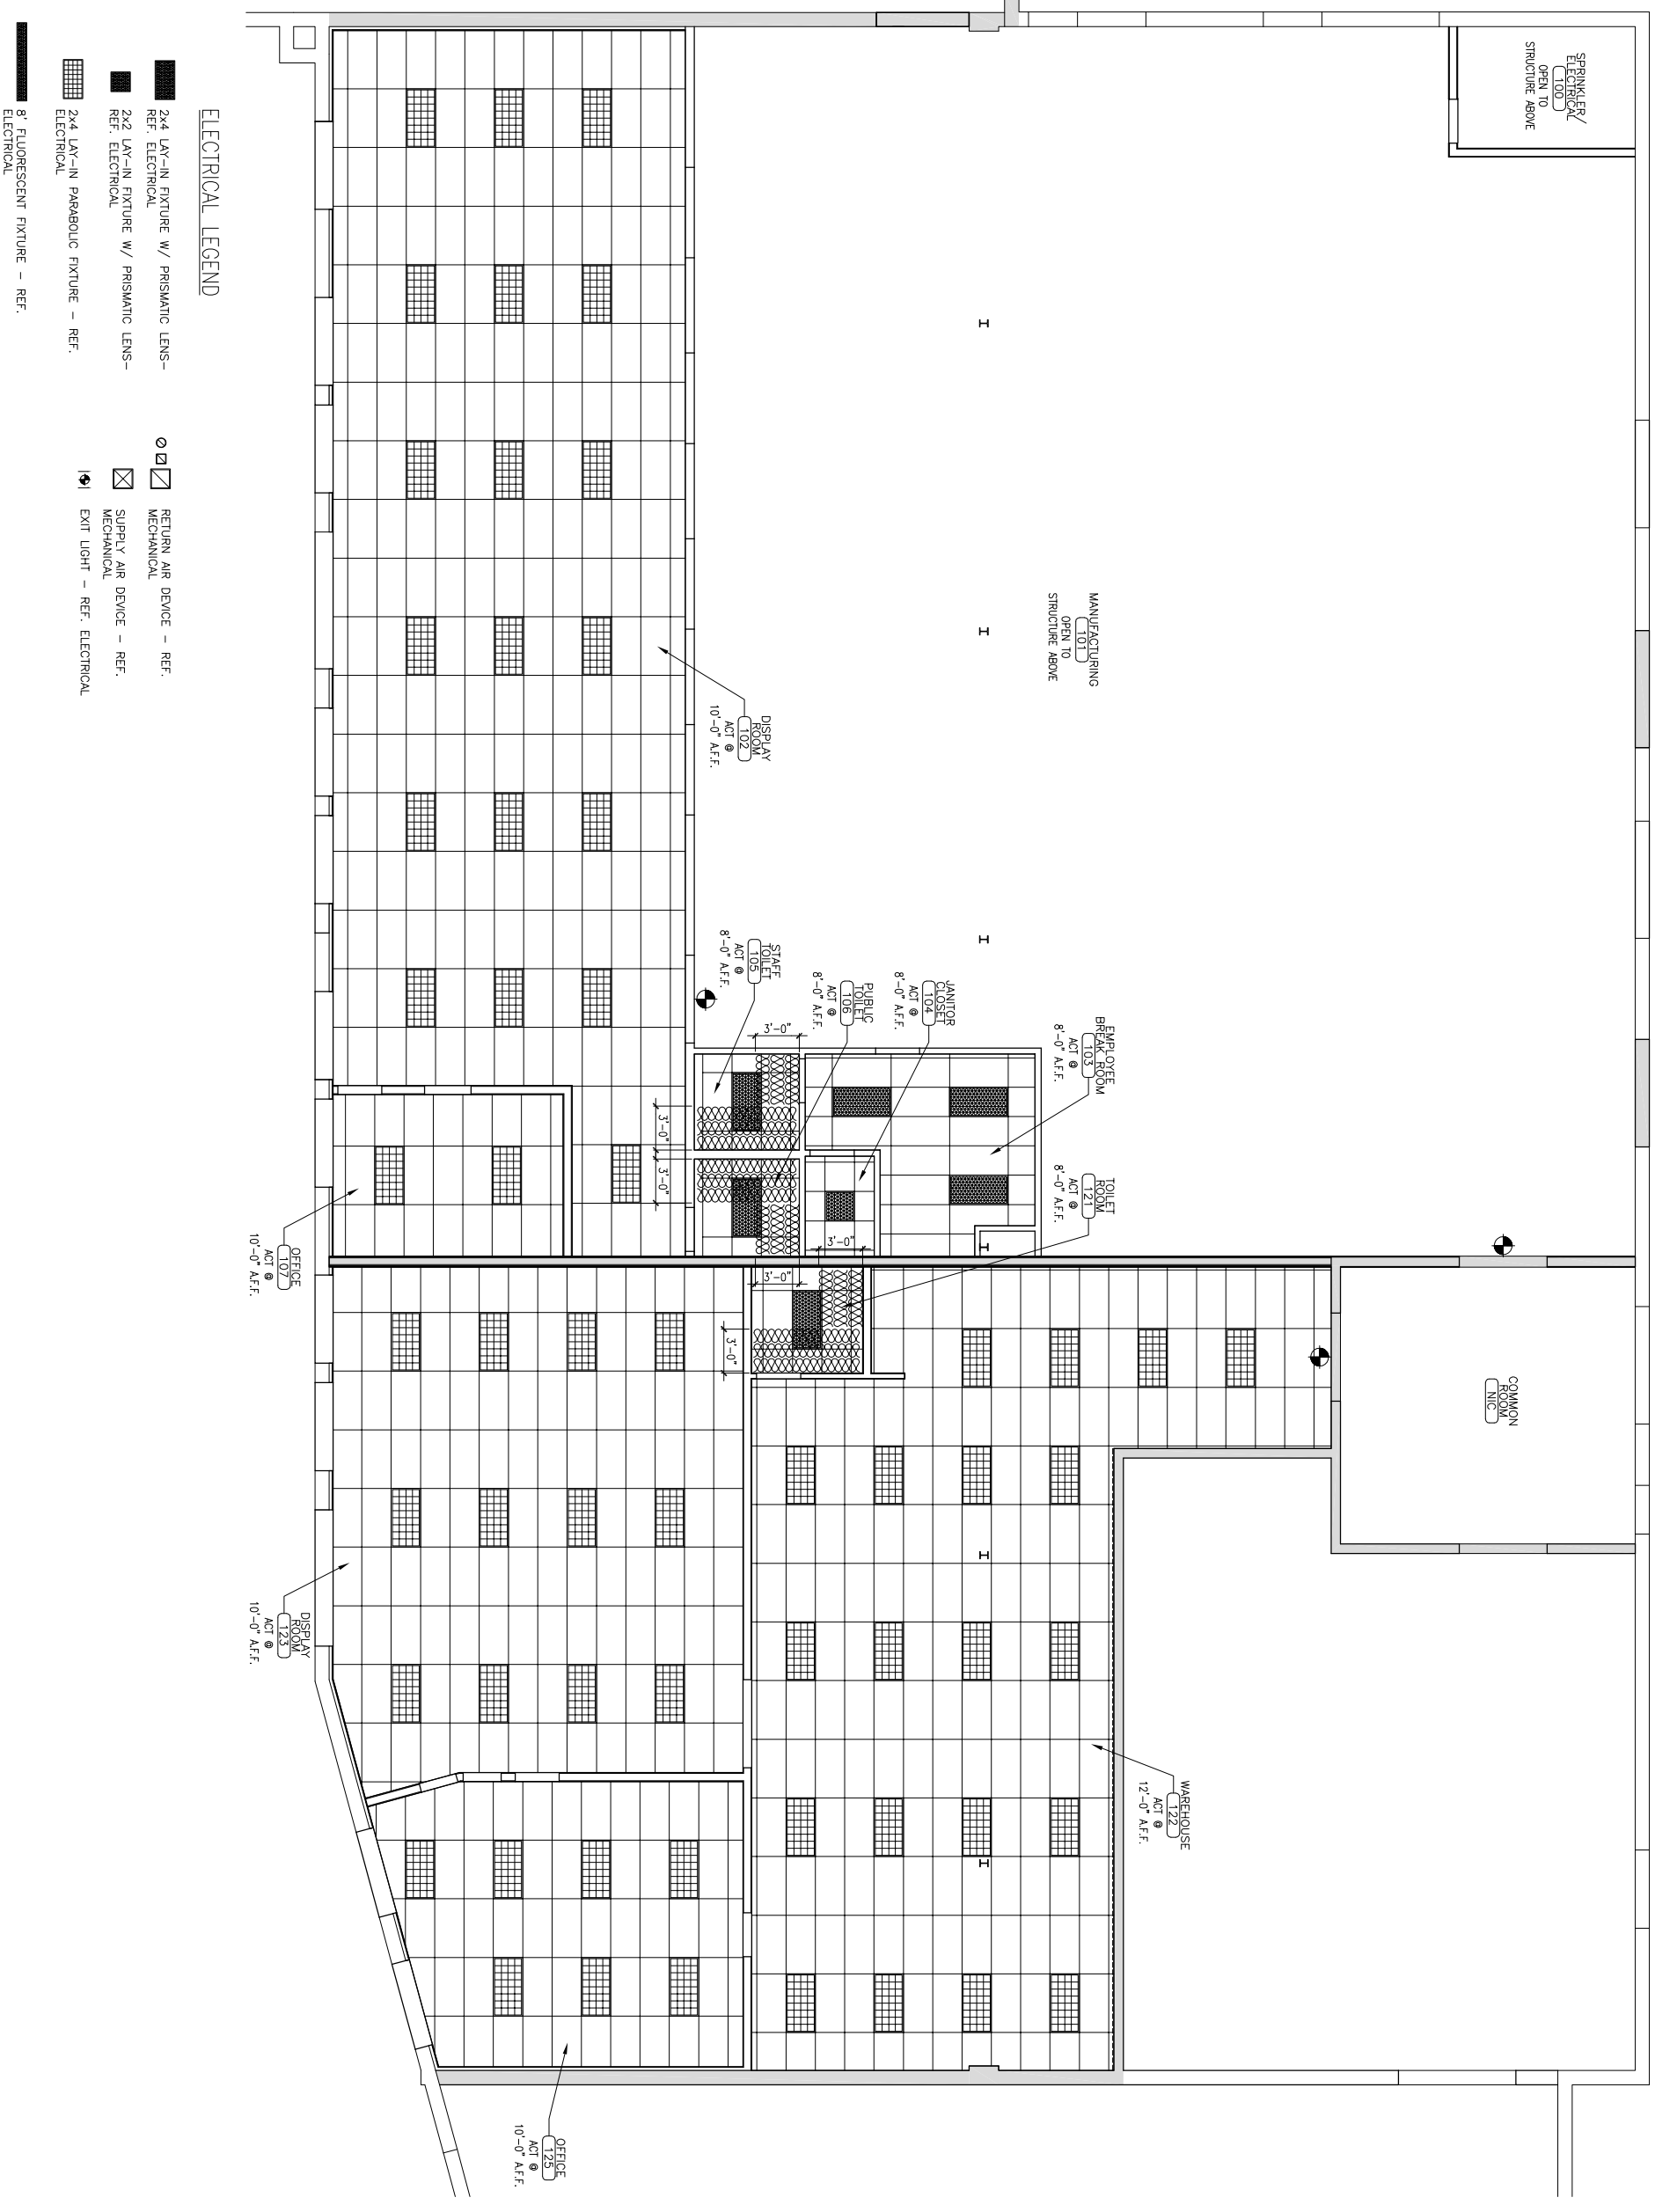 SPRINKLER/
ELECTRICAL
100
OPEN TO
STRUCTURE ABOVE
MANUFACTURING
101
OPEN TO
STRUCTURE ABOVE
COMMON
ROOM
NIC
EMPLOYEE
BREAK ROOM
103
ACT @
8'-0" A.F.F.
TOILET
ROOM
121
ACT @
8'-0" A.F.F.
WAREHOUSE
122
ACT @
12'-0" A.F.F.
JANITOR
CLOSET
104
ACT @
8'-0" A.F.F.
PUBLIC
TOILET
106
ACT @
8'-0" A.F.F.
STAFF
TOILET
105
ACT @
8'-0" A.F.F.
DISPLAY
ROOM
102
ACT @
10'-0" A.F.F.
3'-0"
3'-0"
3'-0"
3'-0"
3'-0"
3'-0"
OFFICE
125
ACT @
10'-0" A.F.F.
OFFICE
107
ACT @
10'-0" A.F.F.
DISPLAY
ROOM
123
ACT @
10'-0" A.F.F.
ELECTRICAL LEGEND
2x4 LAY-IN FIXTURE W/ PRISMATIC LENS-
REF. ELECTRICAL
2x2 LAY-IN FIXTURE W/ PRISMATIC LENS-
REF. ELECTRICAL
2x4 LAY-IN PARABOLIC FIXTURE - REF.
ELECTRICAL
8' FLUORESCENT FIXTURE - REF.
ELECTRICAL
RETURN AIR DEVICE - REF.
MECHANICAL
SUPPLY AIR DEVICE - REF.
MECHANICAL
EXIT LIGHT - REF. ELECTRICAL